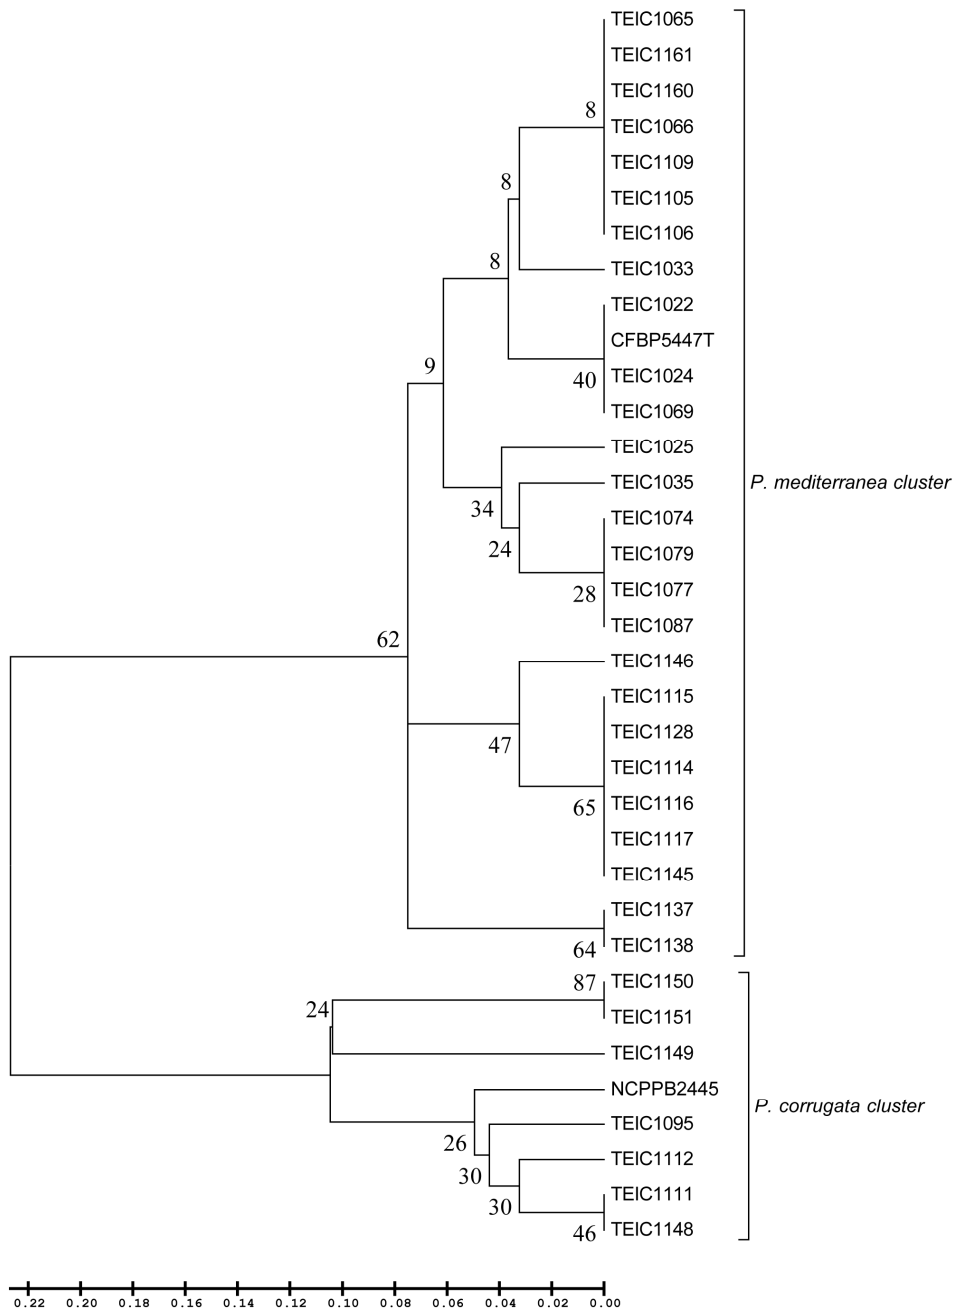 TEIC1065
TEIC1161
TEIC1160
8
TEIC1066
TEIC1109
8
TEIC1105
TEIC1106
8
TEIC1033
TEIC1022
CFBP5447T
9
40
TEIC1024
TEIC1069
TEIC1025
TEIC1035
P. mediterranea cluster
34
TEIC1074
24
TEIC1079
28
TEIC1077
TEIC1087
62
TEIC1146
TEIC1115
TEIC1128
47
TEIC1114
65
TEIC1116
TEIC1117
TEIC1145
TEIC1137
64
TEIC1138
87
TEIC1150
24
TEIC1151
TEIC1149
NCPPB2445
P. corrugata cluster
TEIC1095
26
TEIC1112
30
TEIC1111
30
46
TEIC1148
0.22 0.20 0.18 0.16 0.14 0.12 0.10 0.08 0.06 0.04 0.02 0.00